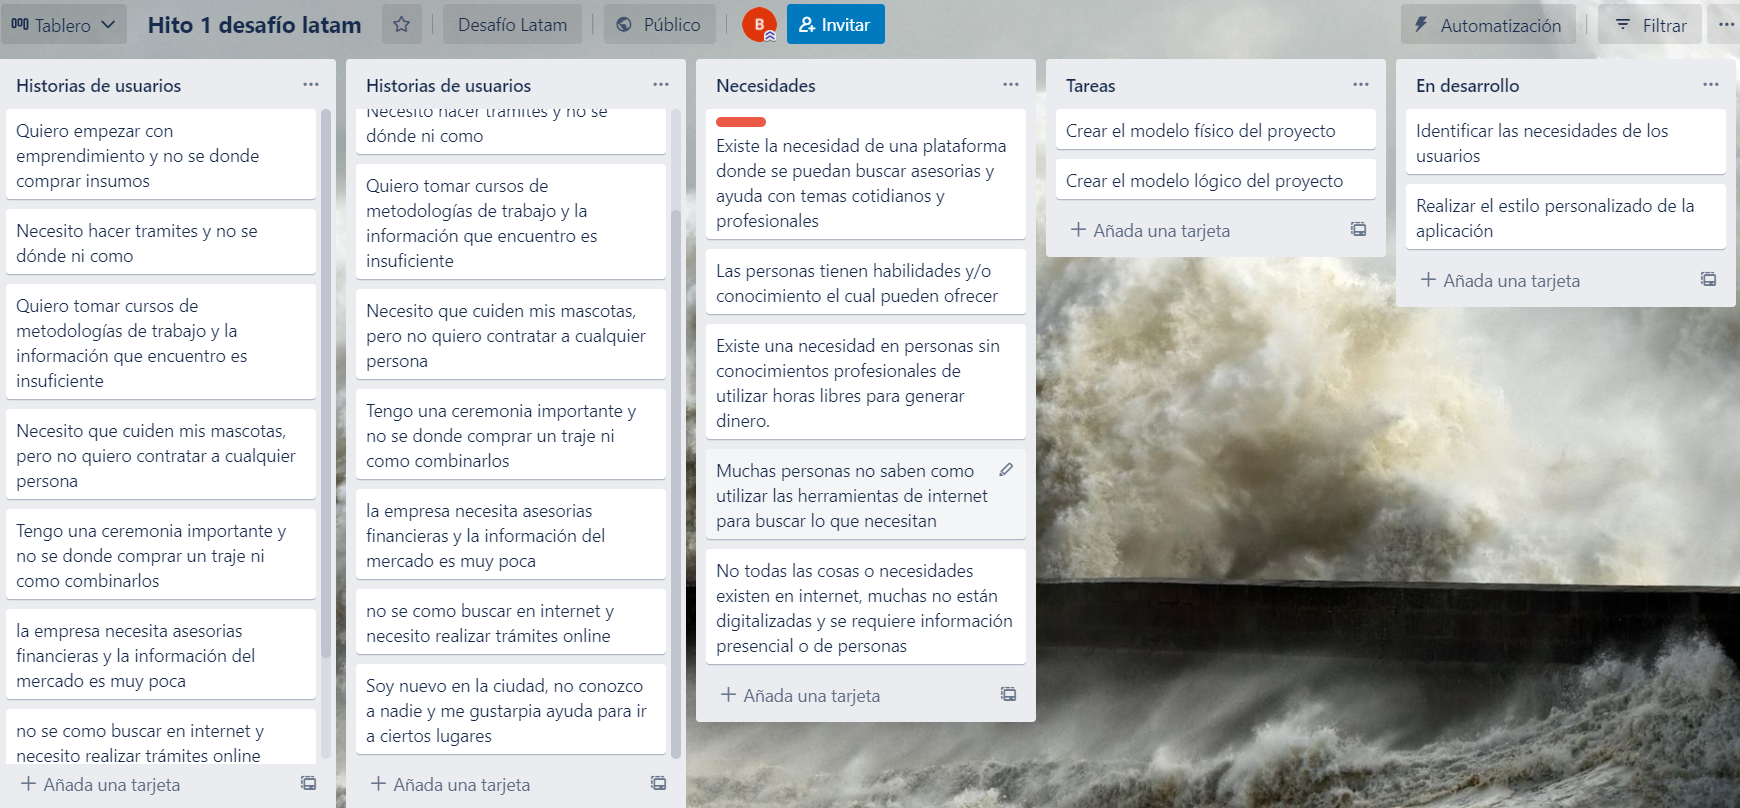 Tablero
Hito 1 desafío latam
Desafío Latam
Público
B
Invitar
Automatización
Filtrar
Historias de usuarios
Quiero empezar con
emprendimiento y no se donde
comprar insumos
Necesito hacer tramites y no se
dónde ni como
Quiero tomar cursos de
metodologías de trabajo y la
información que encuentro es
insuficiente
Necesito que cuiden mis mascotas,
pero no quiero contratar a cualquier
persona
Tengo una ceremonia importante y
no se donde comprar un traje ni
como combinarlos
la empresa necesita asesorias
financieras y la información del
mercado es muy poca
no se como buscar en internet y
necesito realizar trámites online
Añada una tarjeta
Historias de usuarios
Necesito hacer tramites y no se
dónde ni como
Quiero tomar cursos de
metodologías de trabajo y la
información que encuentro es
insuficiente
Necesito que cuiden mis mascotas,
pero no quiero contratar a cualquier
persona
Tengo una ceremonia importante y
no se donde comprar un traje ni
como combinarlos
la empresa necesita asesorias
financieras y la información del
mercado es muy poca
no se como buscar en internet y
necesito realizar trámites online
Soy nuevo en la ciudad, no conozco
a nadie y me gustarpia ayuda para ir
a ciertos lugares
Añada una tarjeta
Necesidades
Existe la necesidad de una plataforma
donde se puedan buscar asesorias y
ayuda con temas cotidianos y
profesionales
Las personas tienen habilidades y/o
conocimiento el cual pueden ofrecer
Existe una necesidad en personas sin
conocimientos profesionales de
utilizar horas libres para generar
dinero.
Muchas personas no saben como
utilizar las herramientas de internet
para buscar lo que necesitan
No todas las cosas o necesidades
existen en internet, muchas no están
digitalizadas y se requiere información
presencial o de personas
Añada una tarjeta
Tareas
Crear el modelo físico del proyecto
Crear el modelo lógico del proyecto
Añada una tarjeta
En desarrollo
Identificar las necesidades de los
usuarios
Realizar el estilo personalizado de la
aplicación
Añada una tarjeta